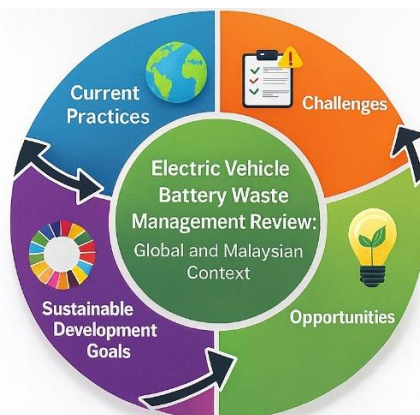 Current
Practices
Challenges
Electric Vehicle
Battery Waste
Management Review:
Global and Malaysian
Context
Sustainable
Development
Goals
Opportunities